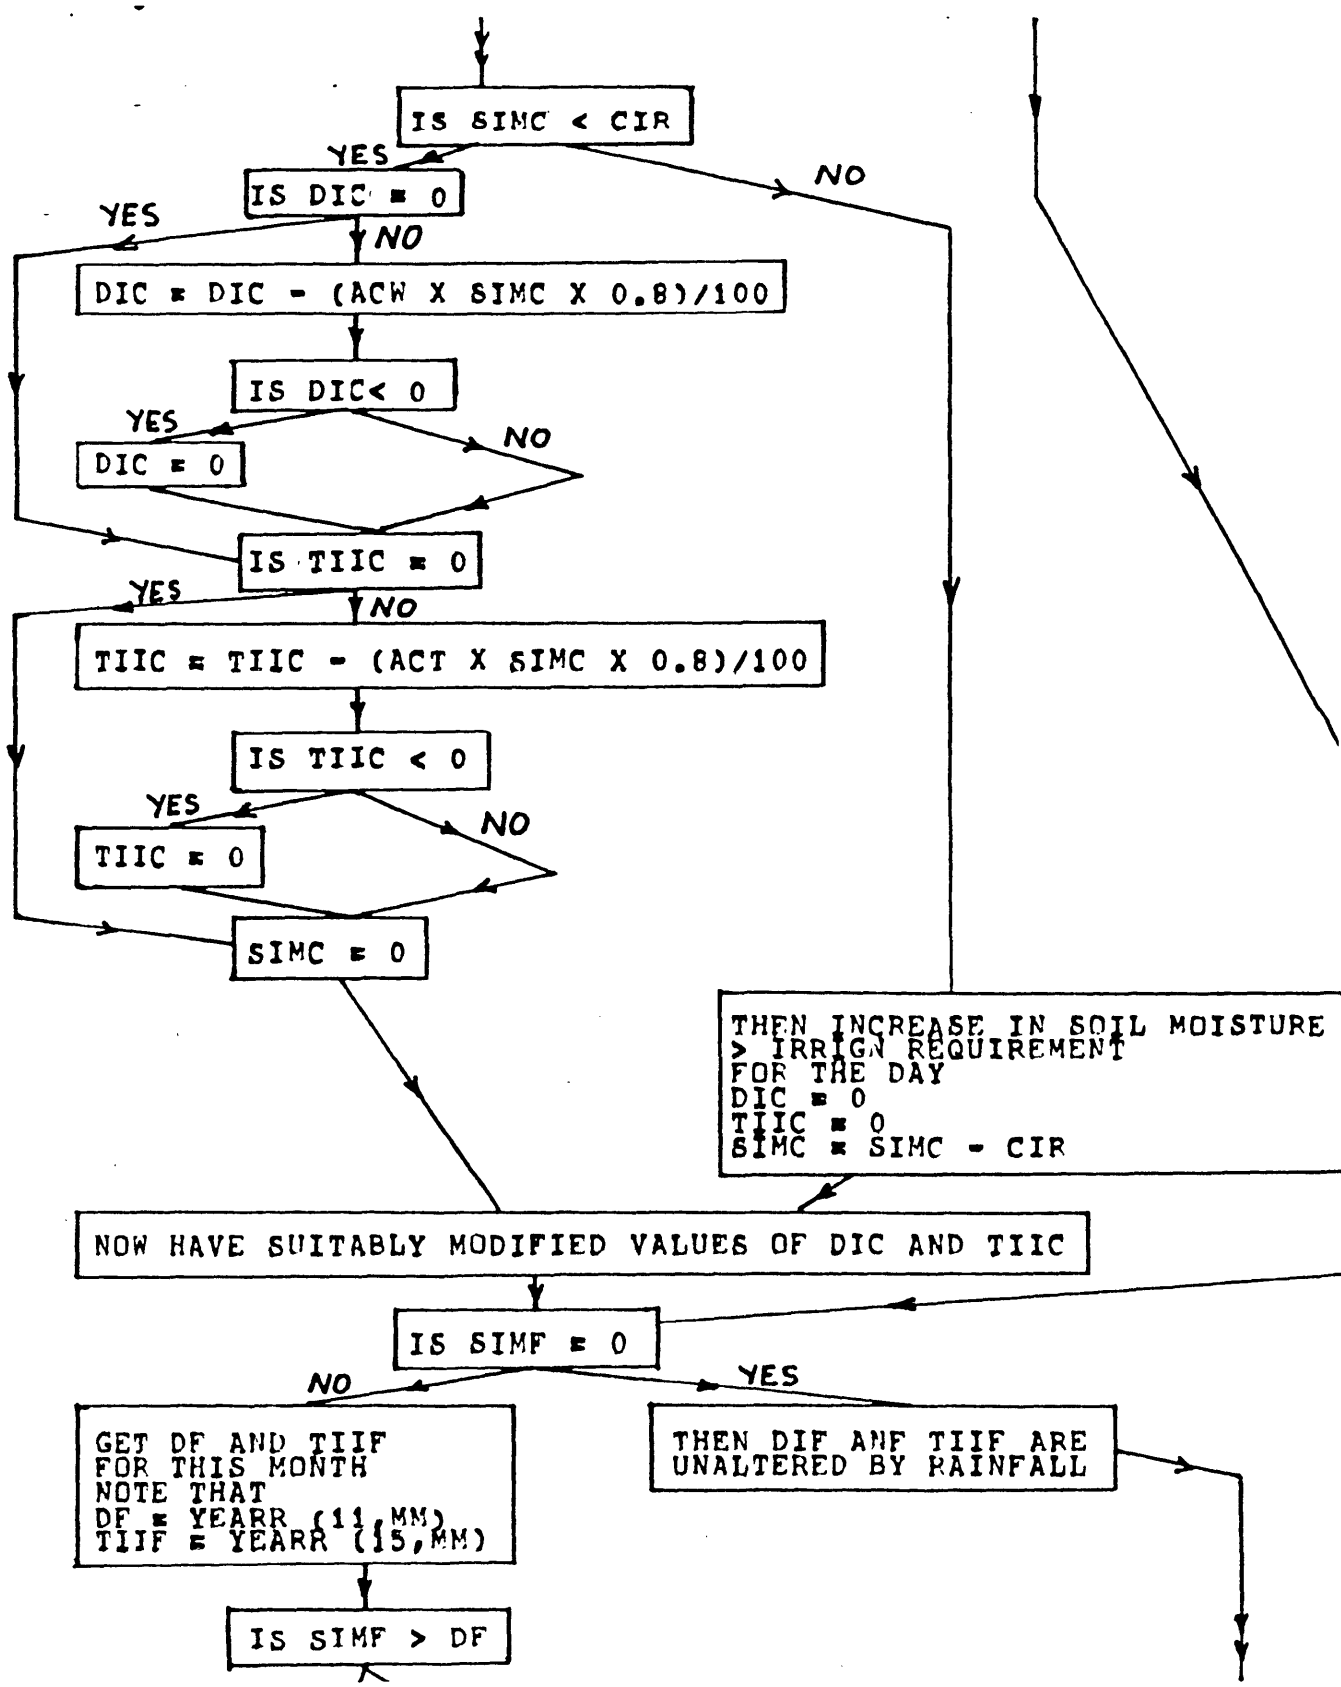 IS SIMC < CIR
YES
NO
IS DIC = 0
YES
NO
DIC = DIC - (ACW X SIMC X 0.8)/100
IS DIC< 0
YES
NO
DIC = 0
IS TIIC = 0
YES
NO
TIIC = TIIC - (ACT X SIMC X 0.8)/100
IS TIIC < 0
YES
NO
TIIC = 0
SIMC = 0
THEN INCREASE IN SOIL MOISTURE
> IRRIGN REQUIREMENT
FOR THE DAY
DIC = 0
TIIC = 0
SIMC = SIMC - CIR
NOW HAVE SUITABLY MODIFIED VALUES OF DIC AND TIIC
IS SIMF = 0
NO
YES
GET DF AND TIIF
FOR THIS MONTH
NOTE THAT
DF = YEARR (11,MM)
TIIF = YEARR (15,MM)
THEN DIF ANF TIIF ARE
UNALTERED BY RAINFALL
IS SIMF > DF